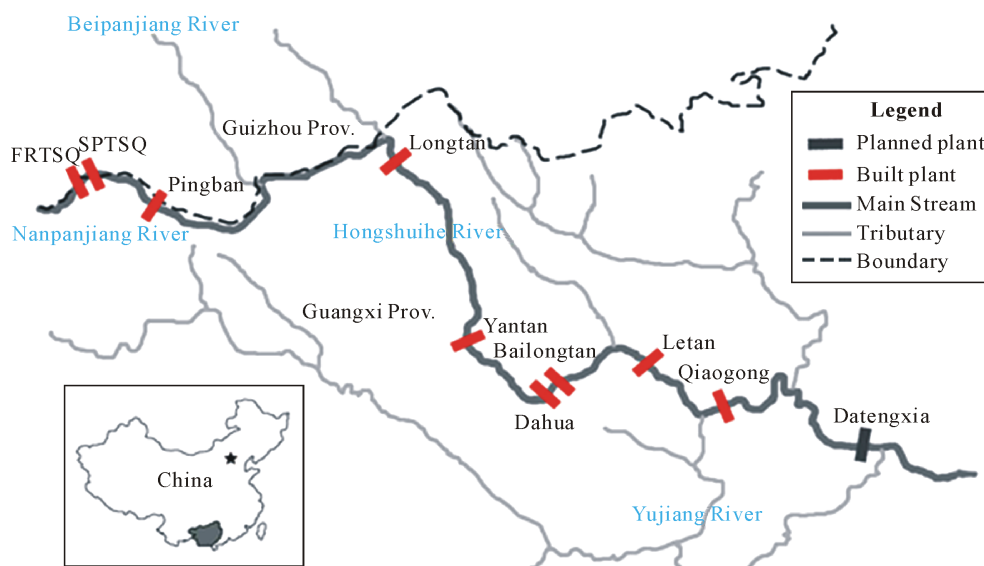 Beipanjiang River
Guizhou Prov.
Longtan
SPTSQ
FRTSQ
Pingban
Nanpanjiang River
Hongshuihe River
Guangxi Prov.
Yantan
Bailongtan
Dahua
Letan
Qiaogong
Datengxia
Yujiang River
China
Legend
Planned plant
Built plant
Main Stream
Tributary
Boundary